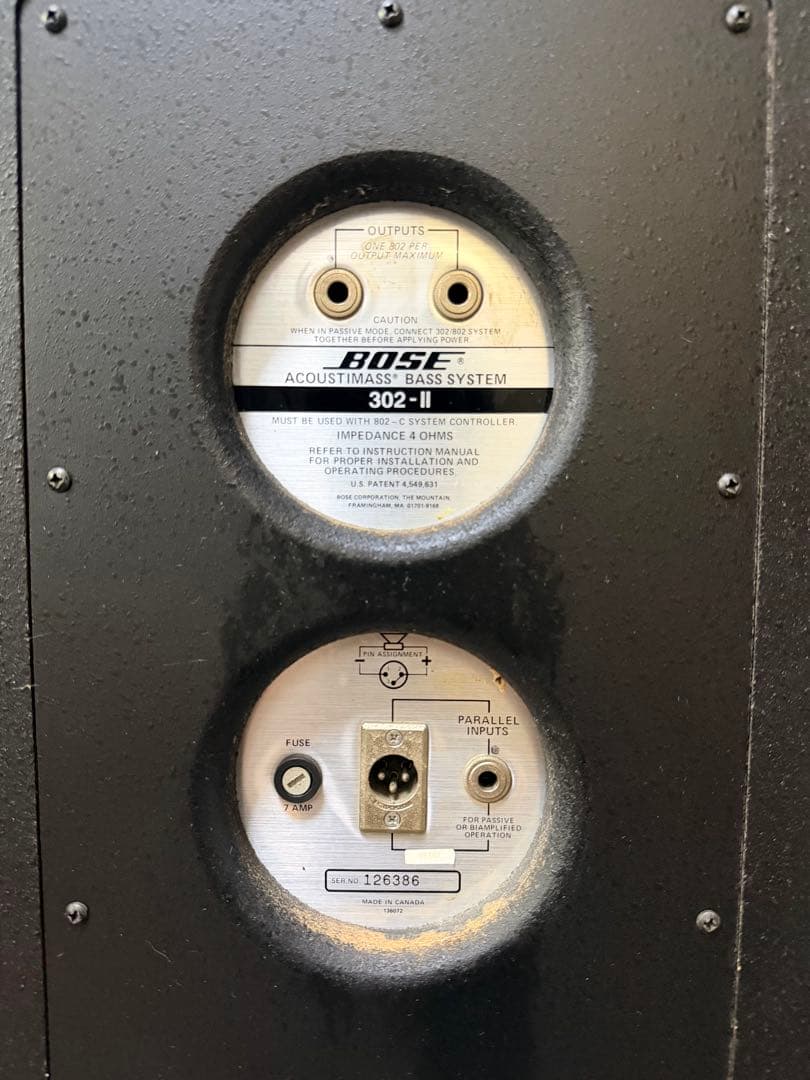 OUTPUTS
ONE 802 PER
OUTPUT MAXIMUM
CAUTION
WHEN IN PASSIVE MODE, CONNECT 302/802 SYSTEM
TOGETHER BEFORE APPLYING POWER.
BOSE®
ACOUSTIMASS® BASS SYSTEM
302-II
MUST BE USED WITH 802-C SYSTEM CONTROLLER.
IMPEDANCE 4 OHMS
REFER TO INSTRUCTION MANUAL
FOR PROPER INSTALLATION AND
OPERATING PROCEDURES.
U.S. PATENT 4,549,631
BOSE CORPORATION, THE MOUNTAIN,
FRAMINGHAM, MA 01701-9168
PIN ASSIGNMENT
- +
PARALLEL
INPUTS
FUSE
7 AMP
FOR PASSIVE
OR BIAMPLIFIED
OPERATION
SER.NO. 126386
MADE IN CANADA
136072